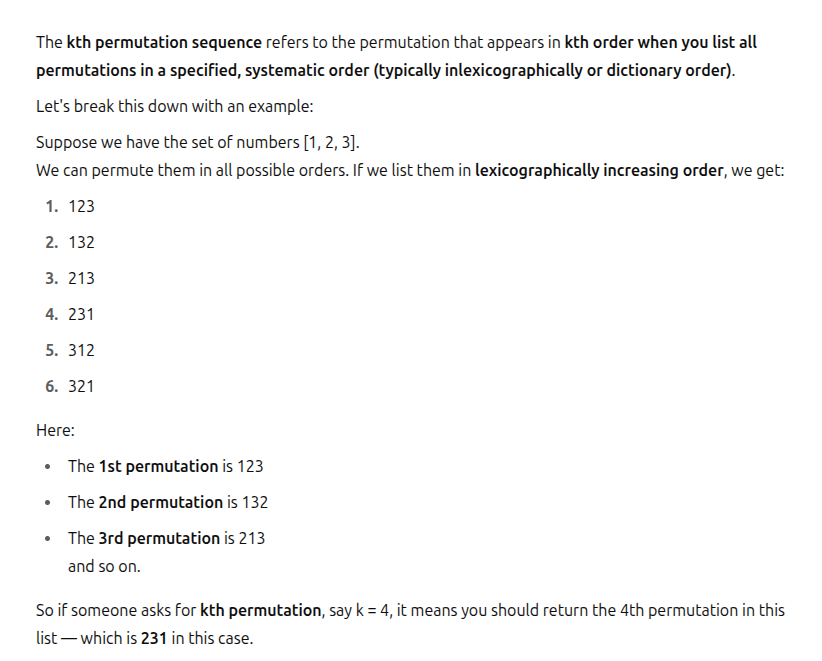 The kth permutation sequence refers to the permutation that appears in kth order when you list all
permutations in a specified, systematic order (typically inlexicographically or dictionary order).
Let's break this down with an example:
Suppose we have the set of numbers [1, 2, 3].
We can permute them in all possible orders. If we list them in lexicographically increasing order, we get:
1. 123
2. 132
3. 213
4. 231
5. 312
6. 321
Here:
• The 1st permutation is 123
• The 2nd permutation is 132
• The 3rd permutation is 213
and so on.
So if someone asks for kth permutation, say k = 4, it means you should return the 4th permutation in this
list — which is 231 in this case.